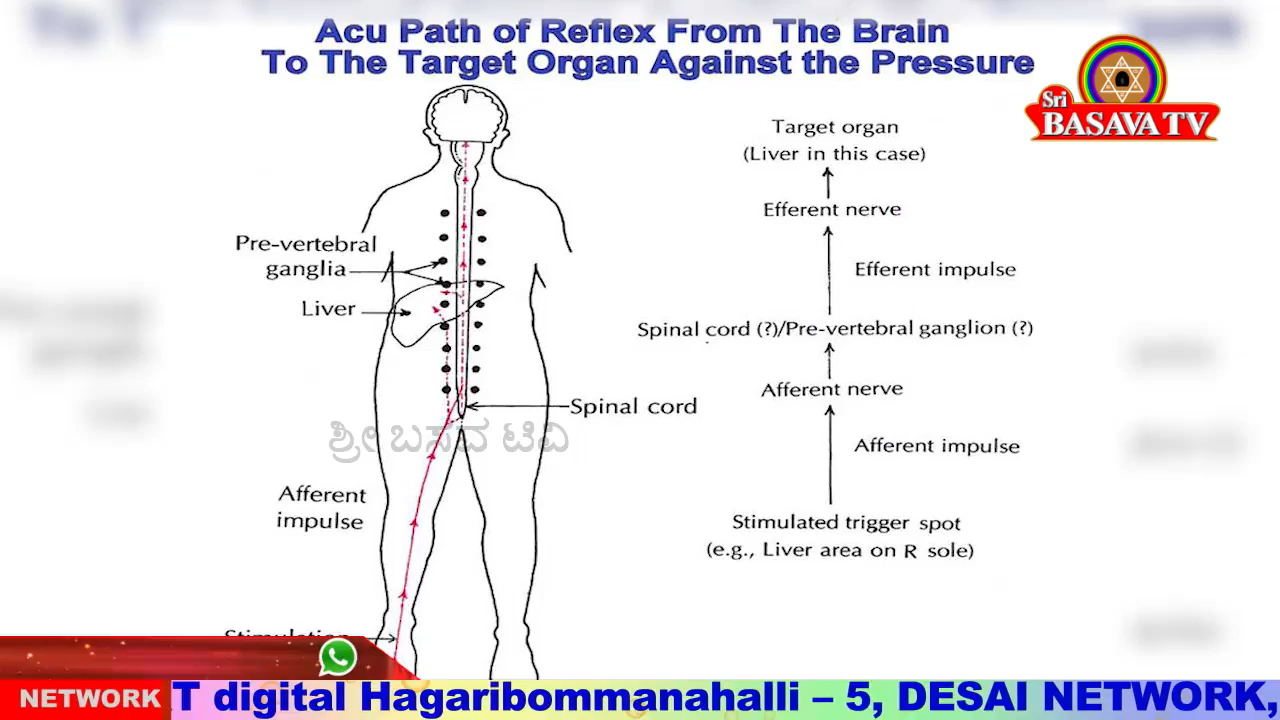 Acu Path of Reflex From The Brain
To The Target Organ Against the Pressure
Sri
BASAVA TV
Target organ
(Liver in this case)
Efferent nerve
Efferent impulse
Spinal cord (?)/Pre-vertebral ganglion (?)
Afferent nerve
Afferent impulse
Stimulated trigger spot
(e.g., Liver area on R sole)
Pre-vertebral
ganglia
Liver
Spinal cord
ಶ್ರೀ ಬಸವ ಟಿವಿ
Afferent
impulse
Stimulation
NETWORK
T digital Hagaribommanahalli – 5, DESAI NETWORK,